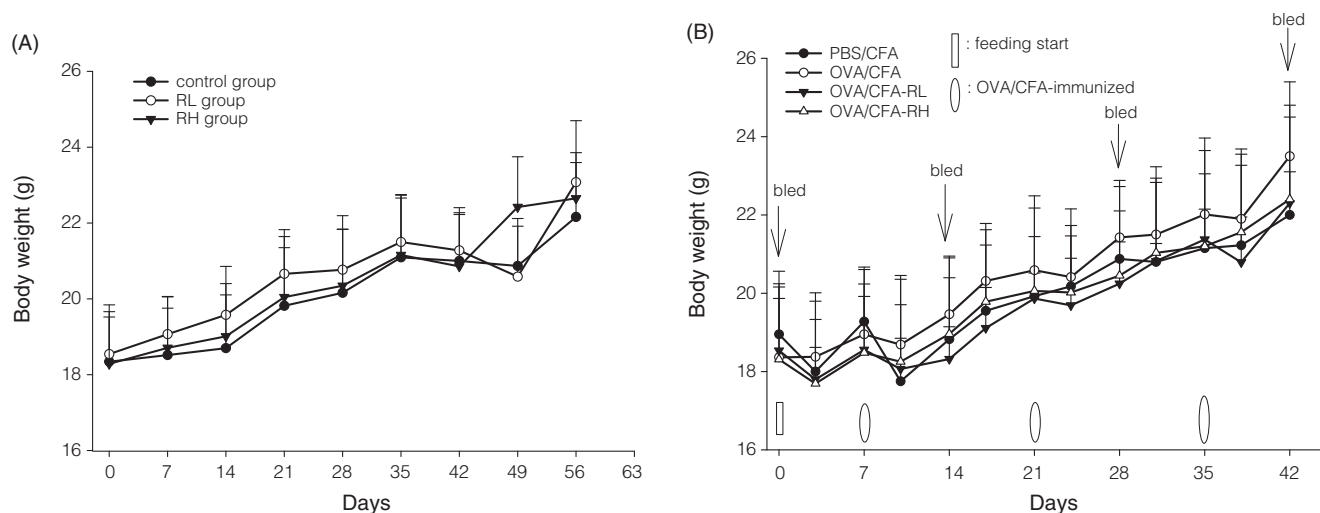 (A)
control group
RL group
RH group
Body weight (g)
26
24
22
20
18
16
0 7 14 21 28 35 42 49 56 63
Days
(B)
PBS/CFA
OVA/CFA
OVA/CFA-RL
OVA/CFA-RH
: feeding start
: OVA/CFA-immunized
bled
bled
bled
bled
Body weight (g)
26
24
22
20
18
16
0 7 14 21 28 35 42
Days